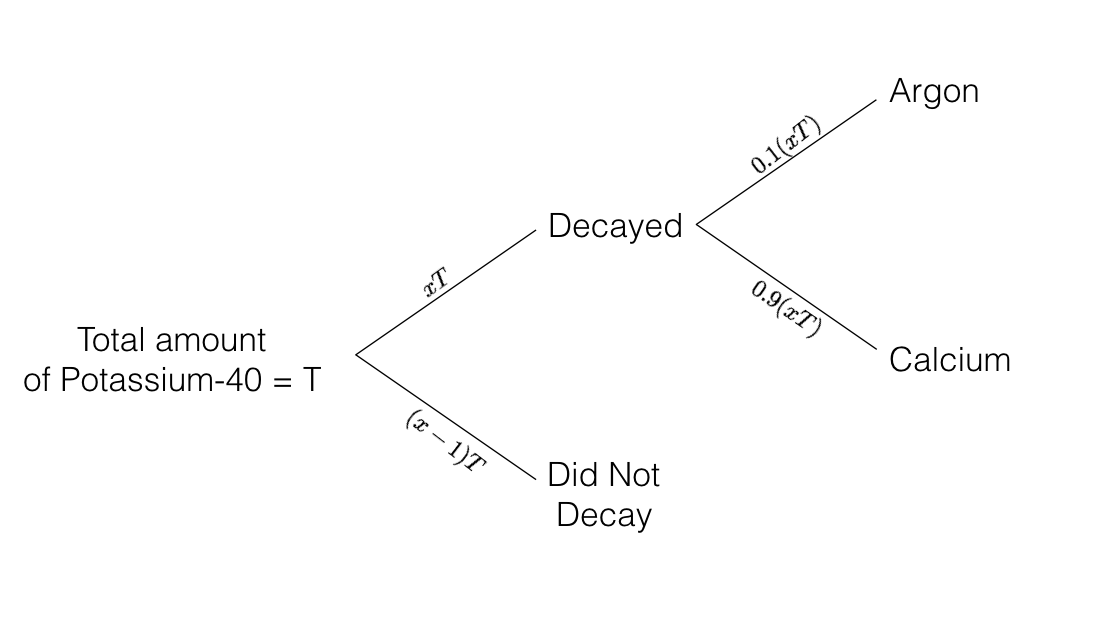 Argon
0.1(xT)
Decayed
xT
0.9(xT)
Total amount
of Potassium-40 = T
Calcium
(x − 1)T
Did Not
Decay